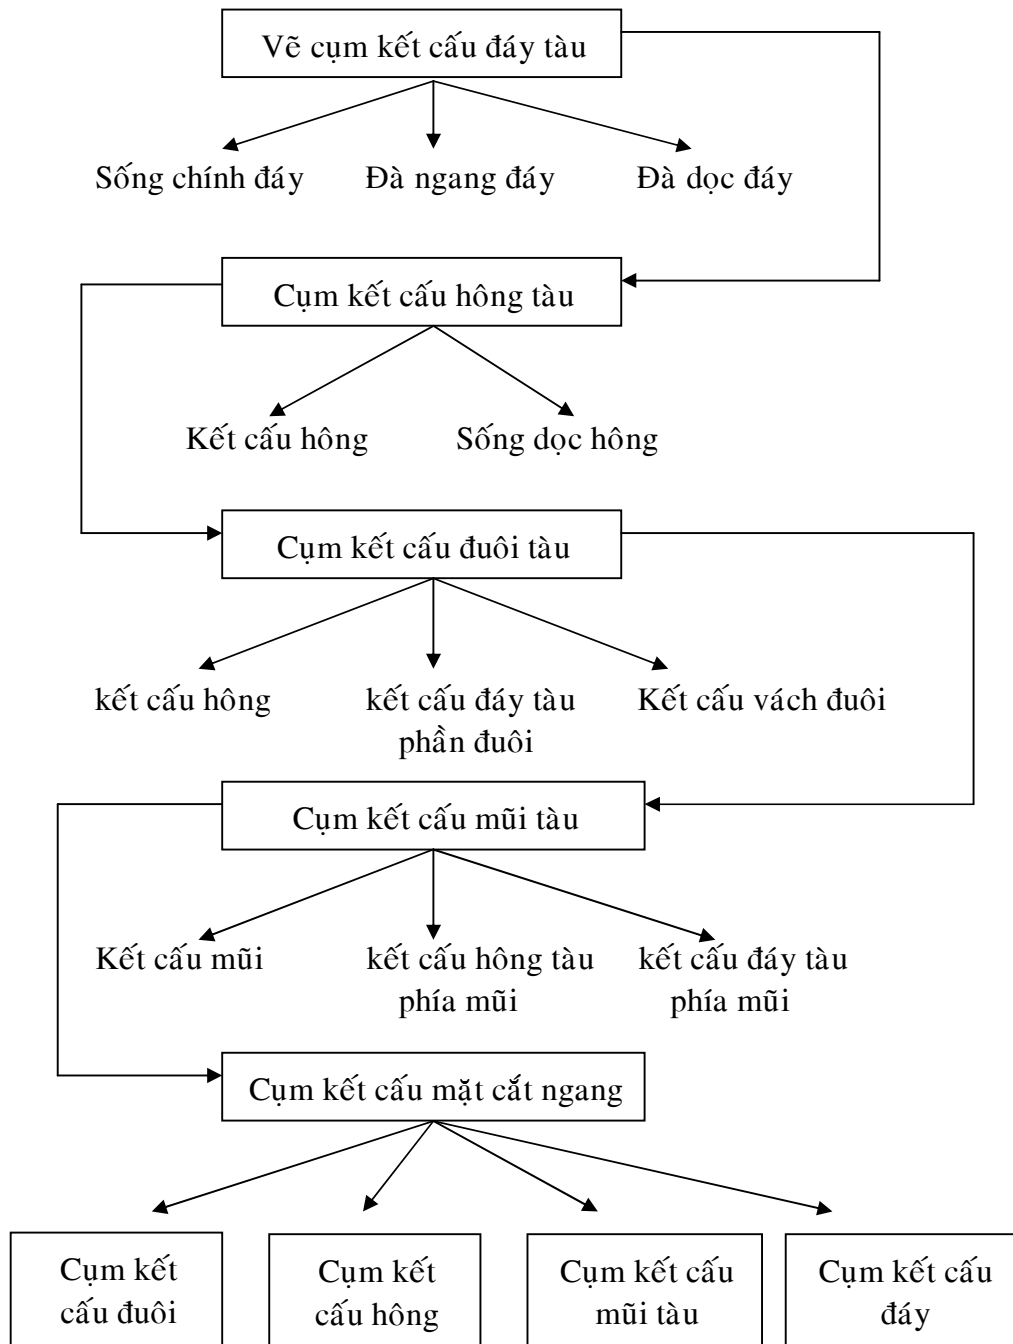 Vẽ cụm kết cấu đáy tàu
Sống chính đáy
Đà ngang đáy
Đà dọc đáy
Cụm kết cấu hông tàu
Kết cấu hông
Sống dọc hông
Cụm kết cấu đuôi tàu
kết cấu hông
kết cấu đáy tàu
phần đuôi
Kết cấu vách đuôi
Cụm kết cấu mũi tàu
Kết cấu mũi
kết cấu hông tàu
phía mũi
kết cấu đáy tàu
phía mũi
Cụm kết cấu mặt cắt ngang
Cụm kết
cấu đuôi
Cụm kết
cấu hông
Cụm kết cấu
mũi tàu
Cụm kết cấu
đáy